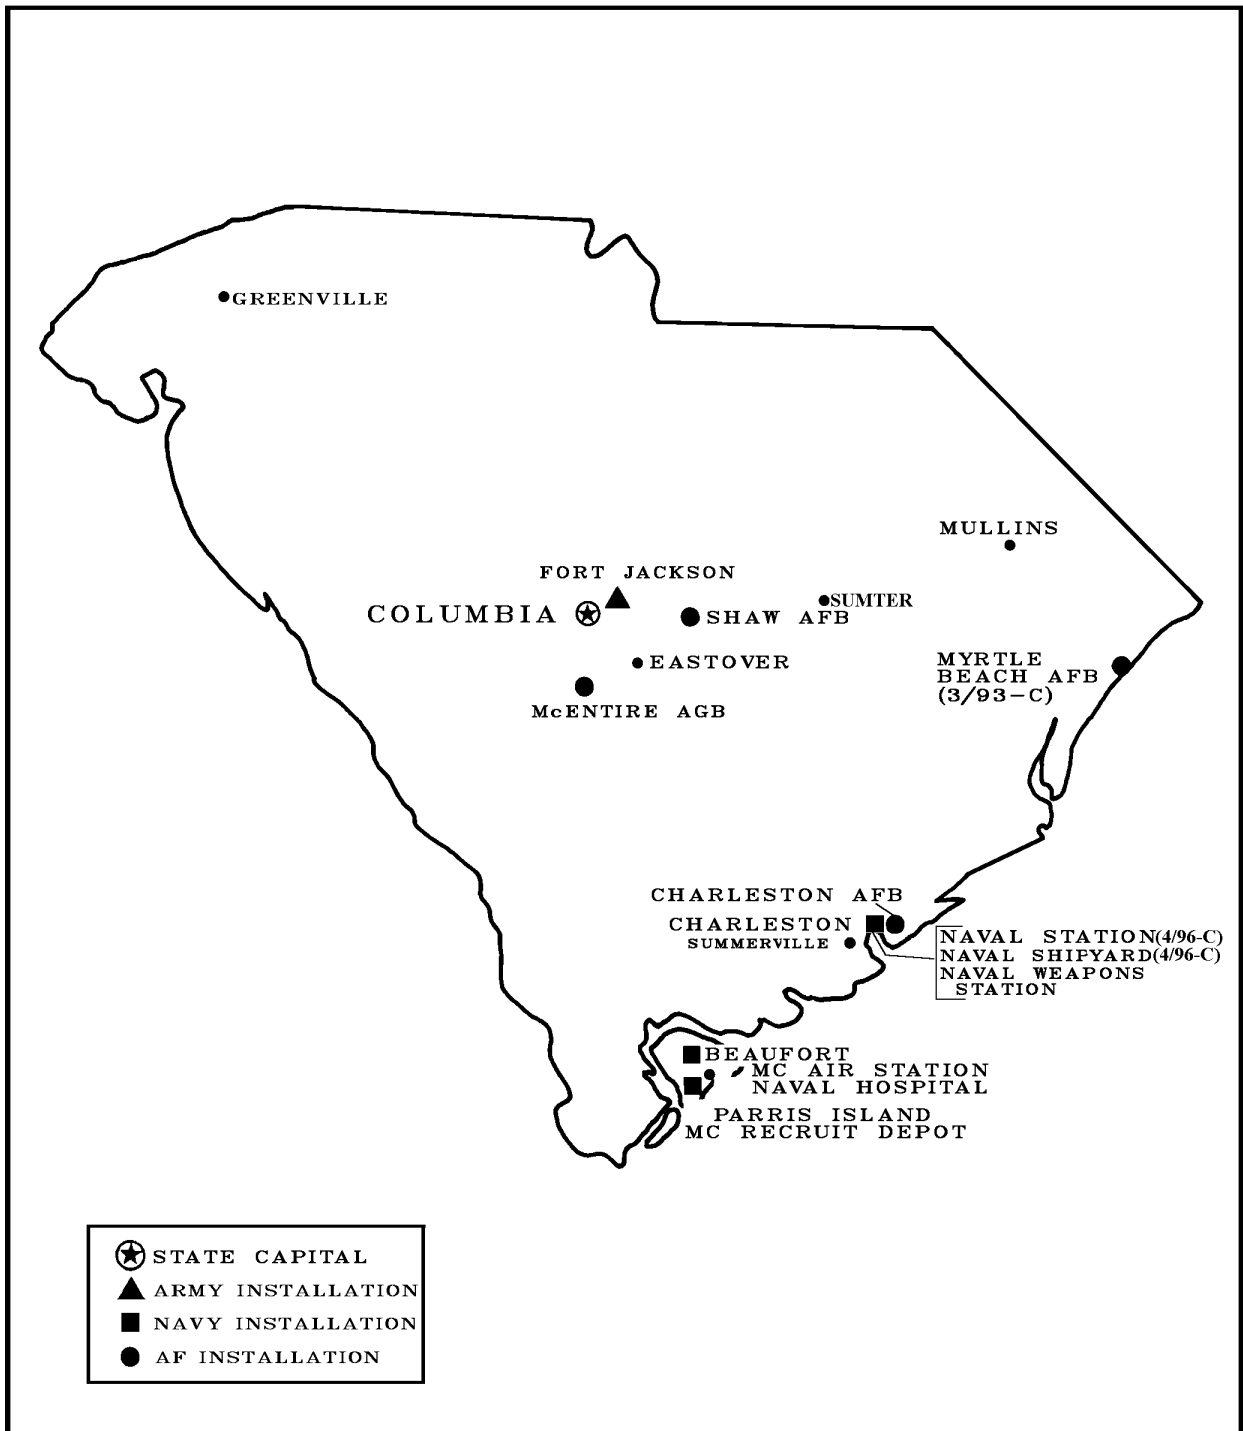 GREENVILLE
MULLINS
FORT JACKSON
COLUMBIA
SUMTER
SHAW AFB
EASTOVER
McENTIRE AGB
MYRTLE
BEACH AFB
(3/93-C)
CHARLESTON AFB
CHARLESTON
SUMMERVILLE
NAVAL STATION(4/96-C)
NAVAL SHIPYARD(4/96-C)
NAVAL WEAPONS
STATION
BEAUFORT
MC AIR STATION
NAVAL HOSPITAL
PARRIS ISLAND
MC RECRUIT DEPOT
STATE CAPITAL
ARMY INSTALLATION
NAVY INSTALLATION
AF INSTALLATION